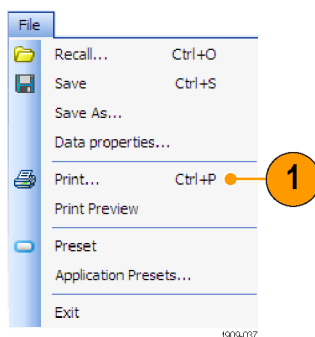 File
Recall... Ctrl+O
Save Ctrl+S
Save As...
Data properties...
Print... Ctrl+P 1
Print Preview
Preset
Application Presets...
Exit
1909-037